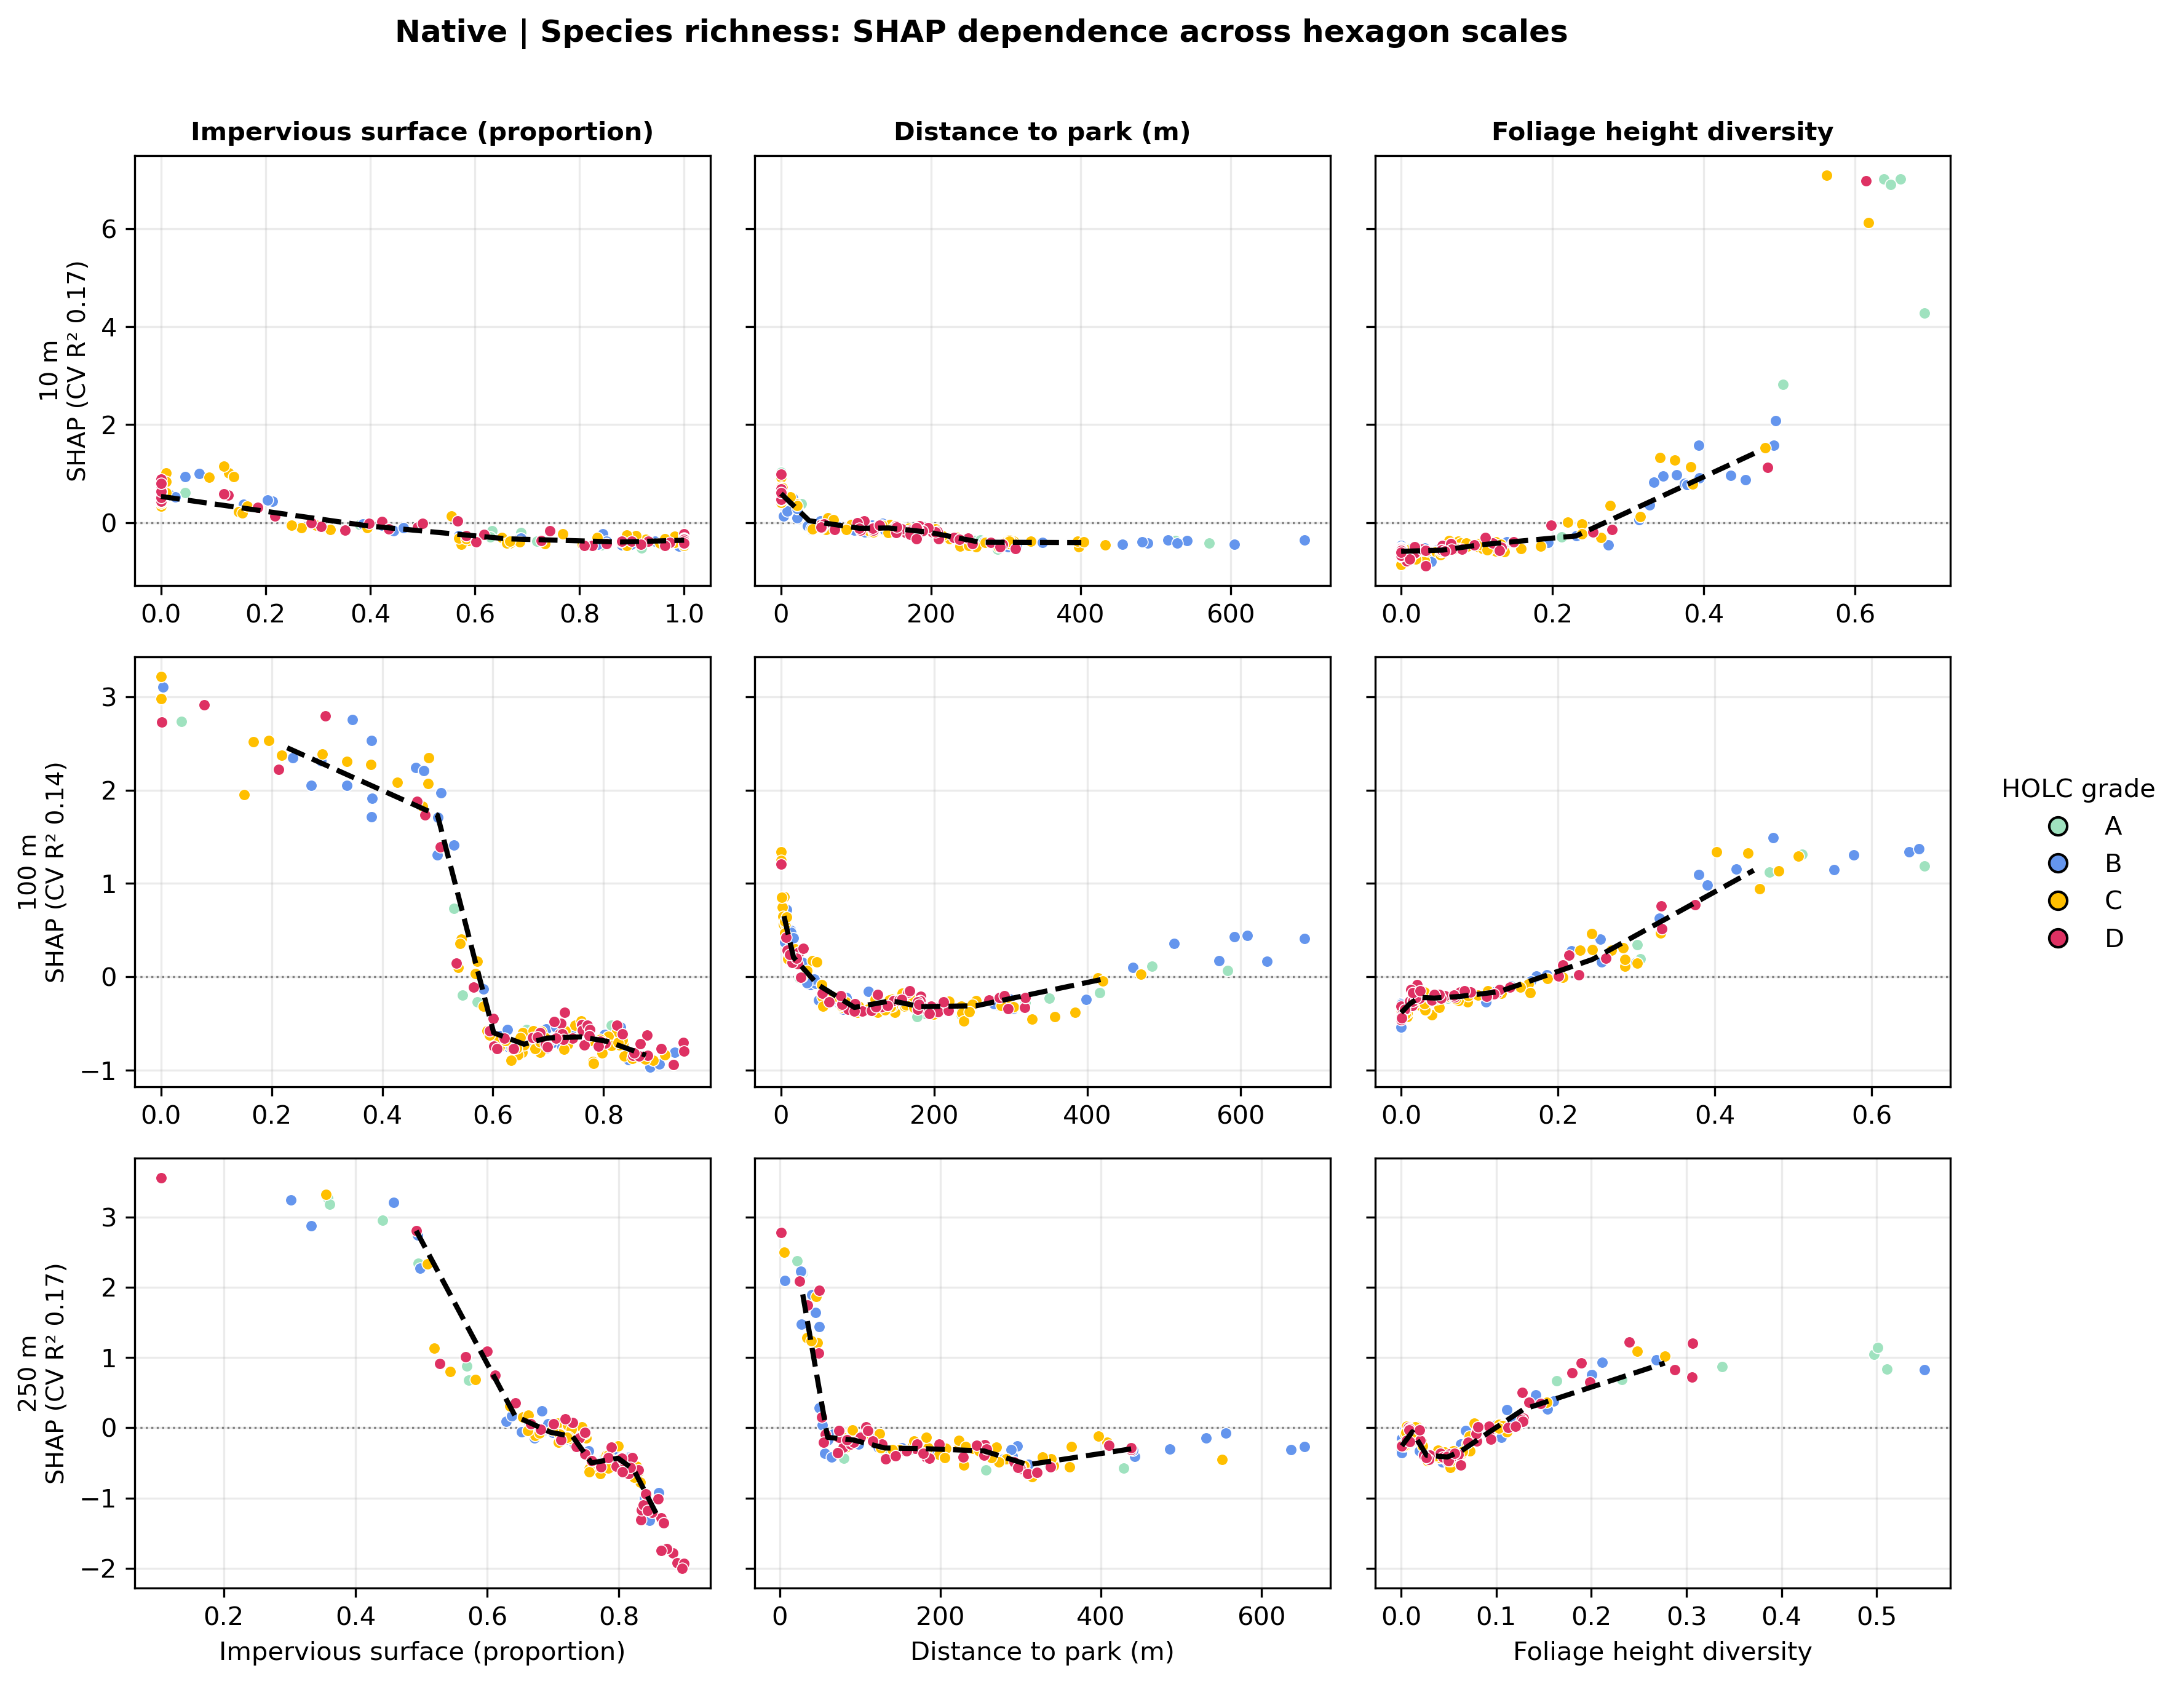 Native | Species richness: SHAP dependence across hexagon scales
Impervious surface (proportion)
Distance to park (m)
Foliage height diversity
10 m
SHAP (CV R² 0.17)
6
4
2
0
0.0 0.2 0.4 0.6 0.8 1.0
0 200 400 600
0.0 0.2 0.4 0.6
100 m
SHAP (CV R² 0.14)
3
2
1
0
−1
0.0 0.2 0.4 0.6 0.8
0 200 400 600
0.0 0.2 0.4 0.6
HOLC grade
A
B
C
D
250 m
SHAP (CV R² 0.17)
3
2
1
0
−1
−2
0.2 0.4 0.6 0.8
0 200 400 600
0.0 0.1 0.2 0.3 0.4 0.5
Impervious surface (proportion)
Distance to park (m)
Foliage height diversity